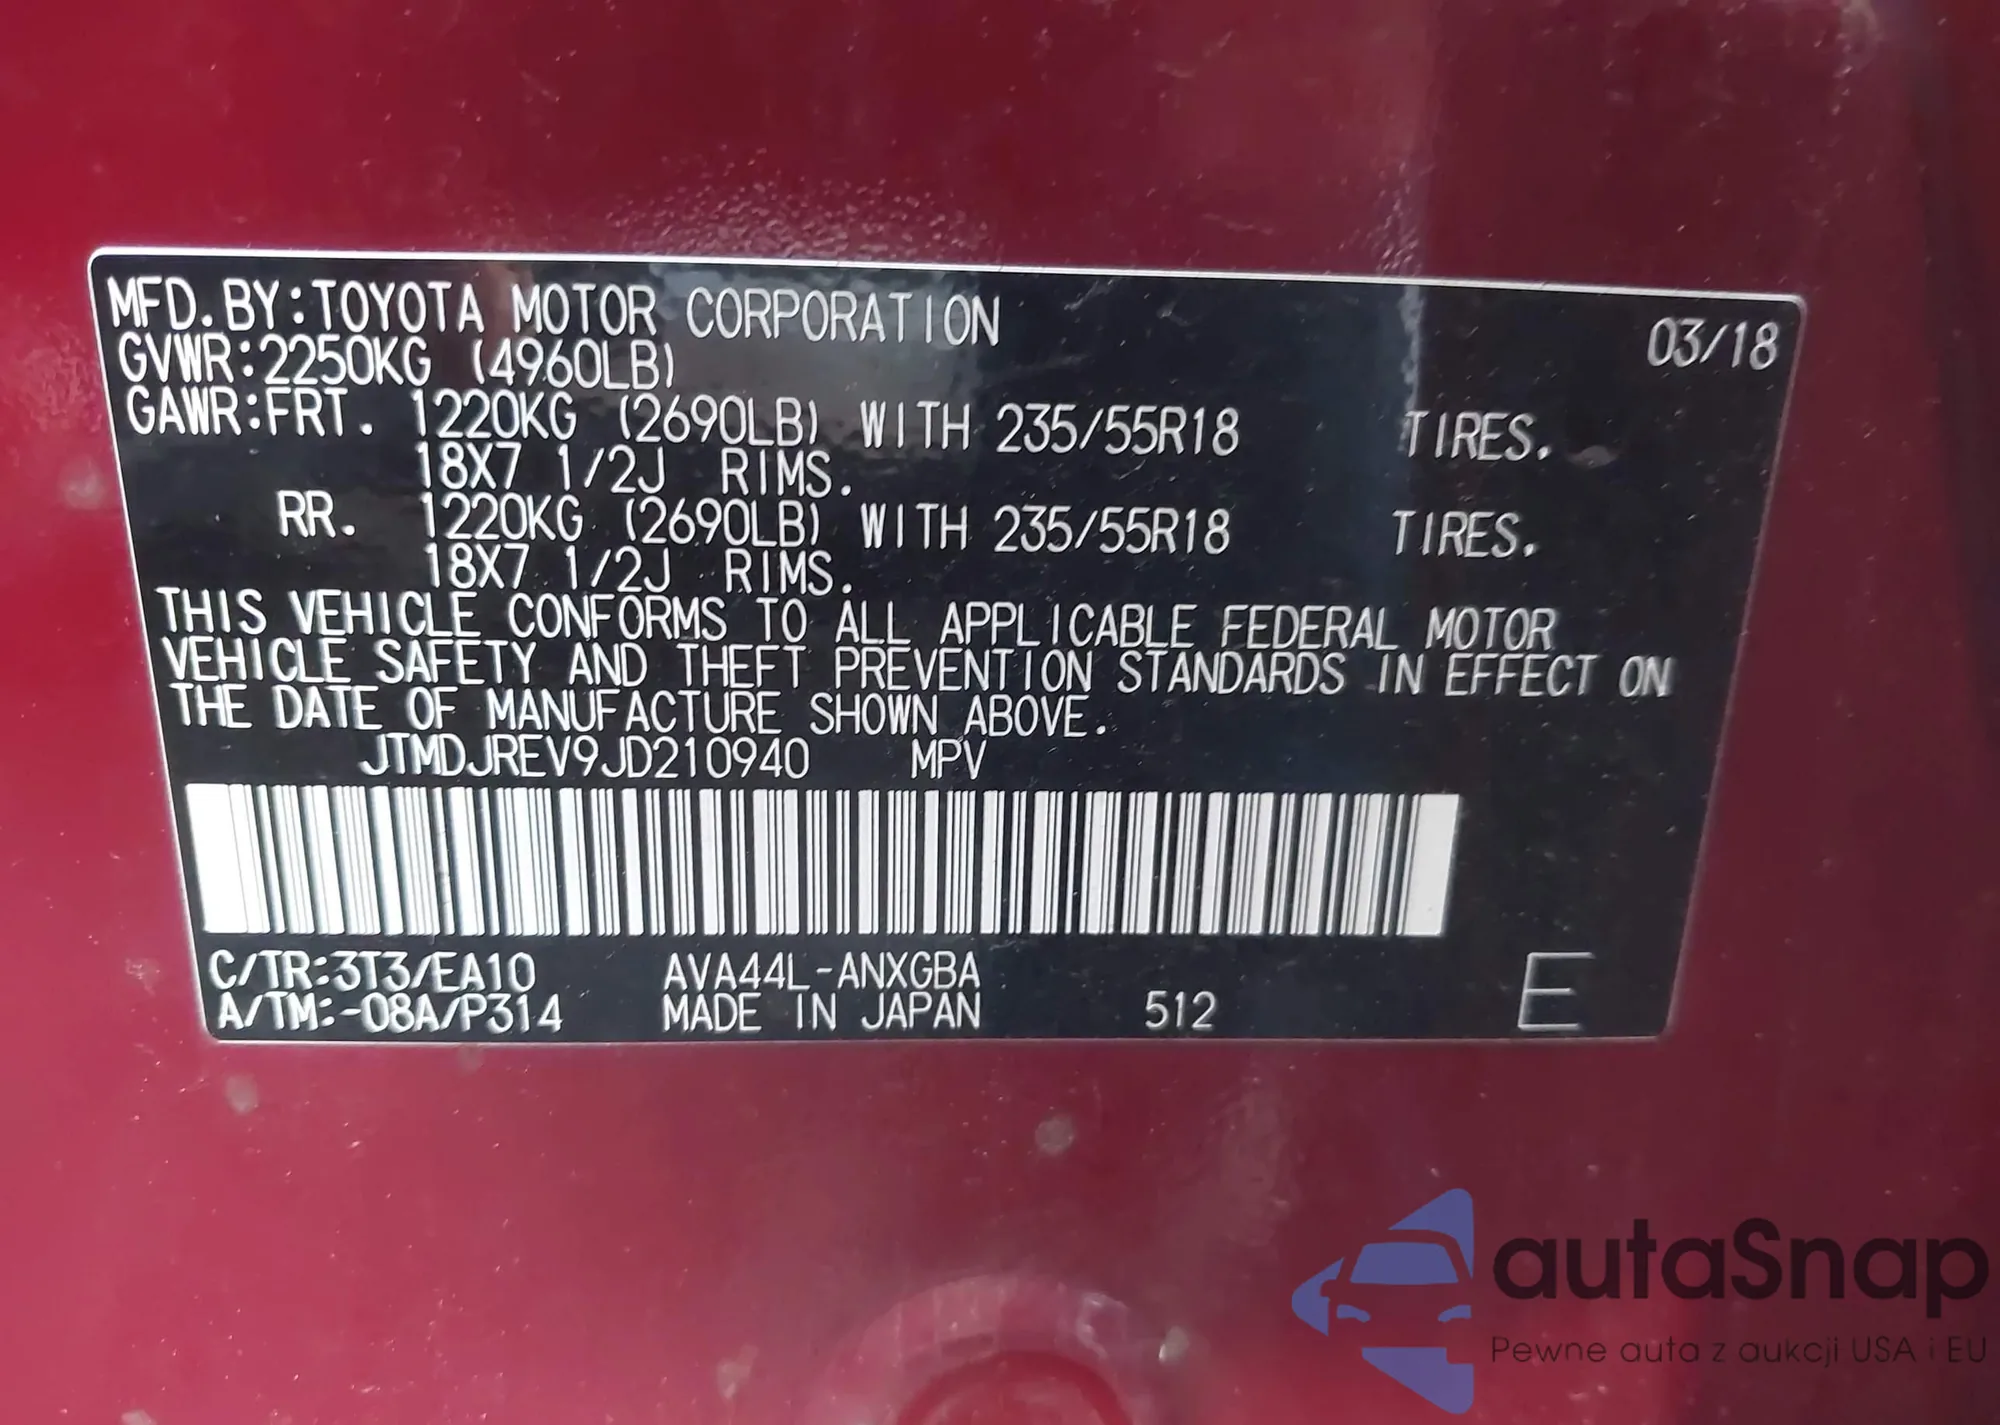 MFD. BY: TOYOTA MOTOR CORPORATION 03/18
GVWR: 2250KG (4960LB)
GAWR: FRT. 1220KG (2690LB) WITH 235/55R18 TIRES.
18X7 1/2J RIMS.
RR. 1220KG (2690LB) WITH 235/55R18 TIRES.
18X7 1/2J RIMS.
THIS VEHICLE CONFORMS TO ALL APPLICABLE FEDERAL MOTOR
VEHICLE SAFETY AND THEFT PREVENTION STANDARDS IN EFFECT ON
THE DATE OF MANUFACTURE SHOWN ABOVE.
JTMDJREV9JD210940 MPV
C/TR:3T3/EA10 AVA44L-ANXGBA
A/TM:-08A/P314 MADE IN JAPAN 512 E
autaSnap
Pewne auta z aukcji USA i EU